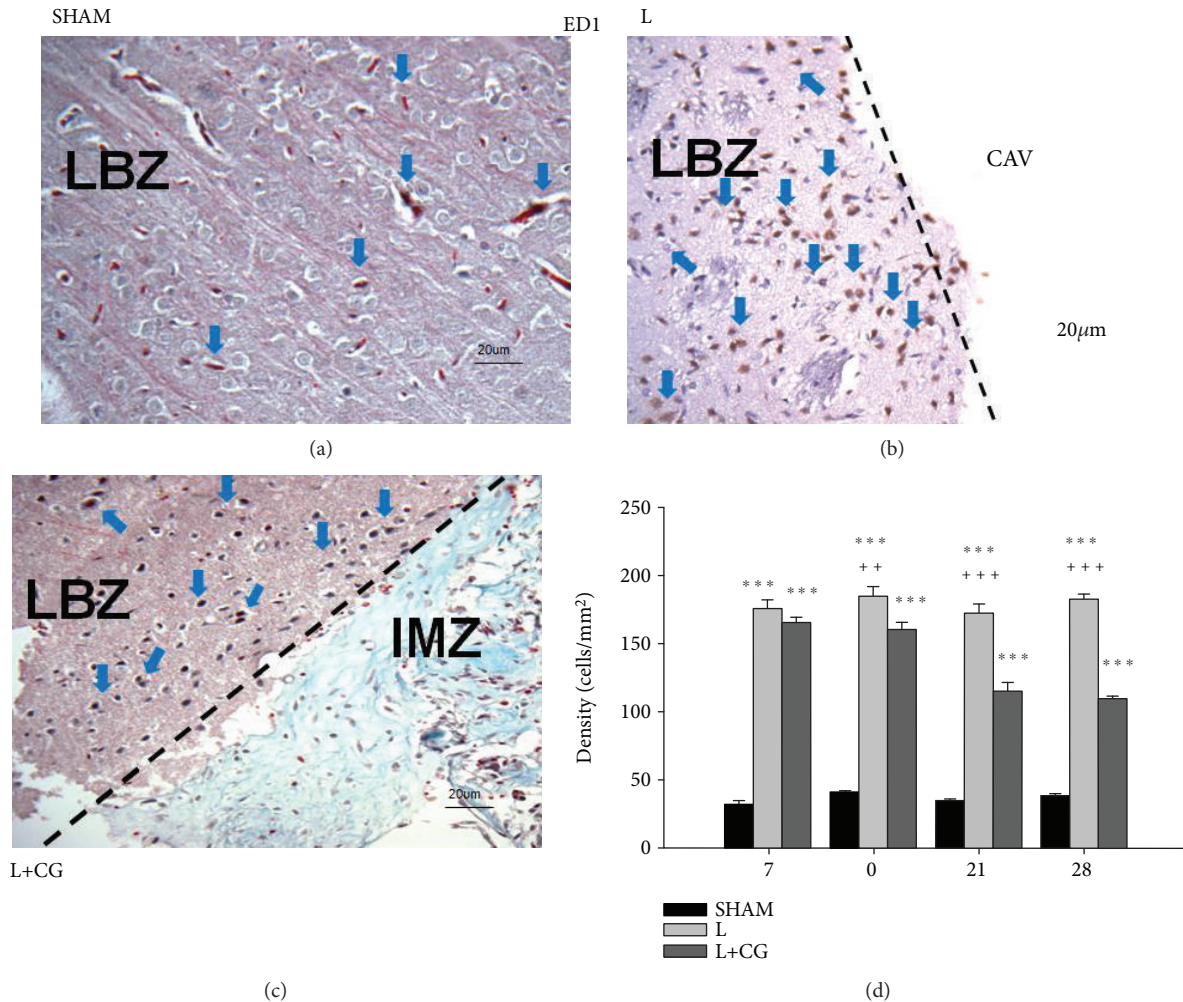 SHAM
ED1
L
LBZ
20um
(a)
LBZ
CAV
20μm
(b)
LBZ
IMZ
20um
L+CG
(c)
250
200
150
100
50
0
Density (cells/mm²)
***
***
***
++
***
***
+++
***
***
+++
***
7
0
21
28
SHAM
L
L+CG
(d)